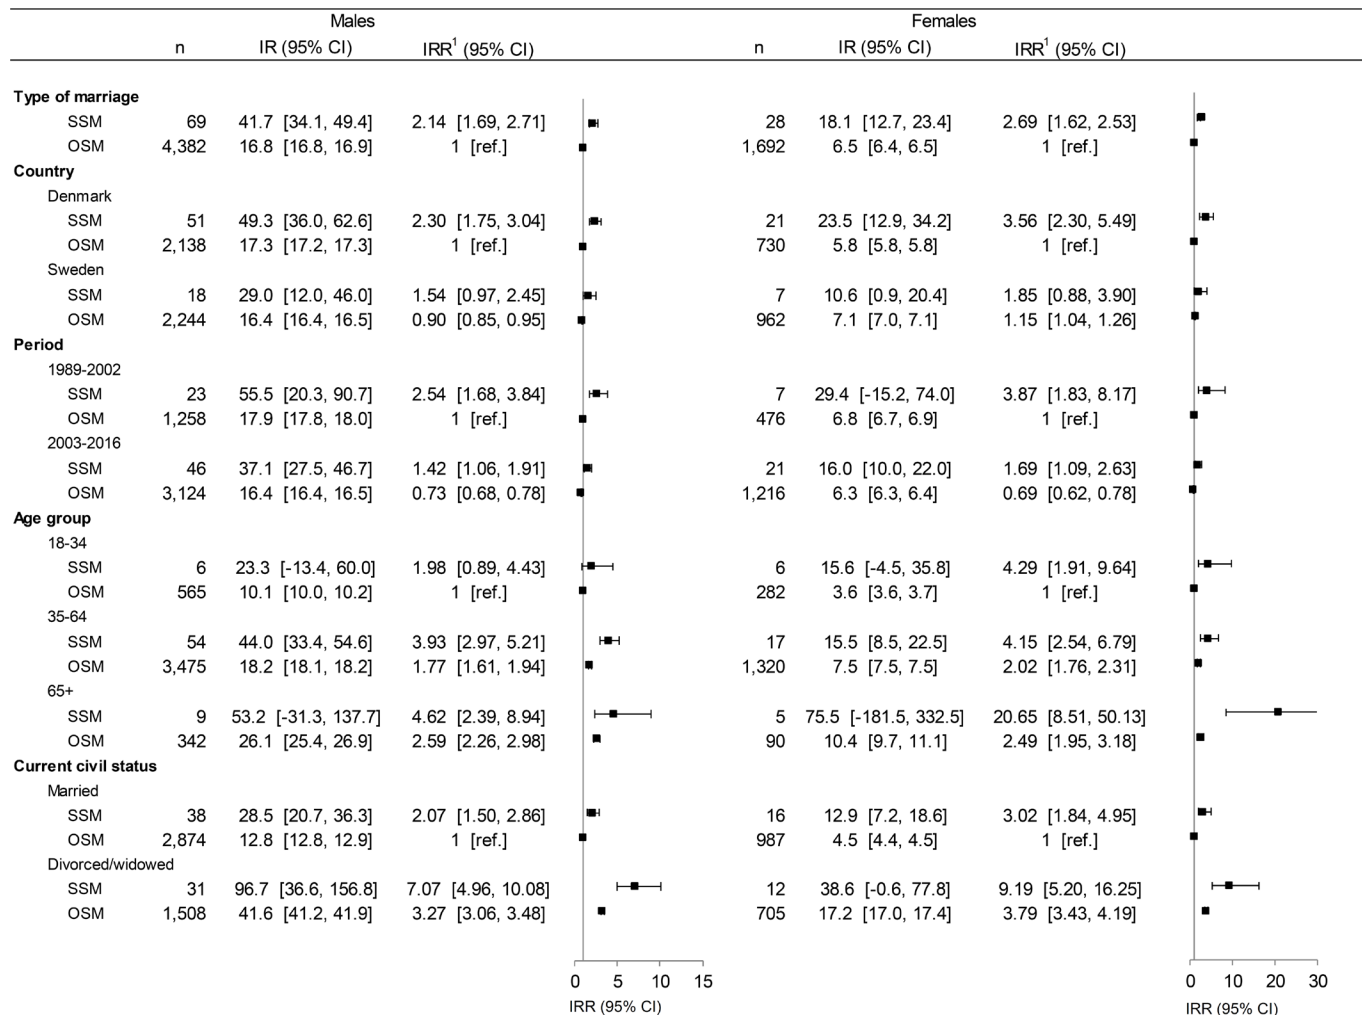 Males Females
n IR (95% CI) IRR1 (95% CI) n IR (95% CI) IRR1 (95% CI)
Type of marriage
SSM 69 41.7 [34.1, 49.4] 2.14 [1.69, 2.71] 28 18.1 [12.7, 23.4] 2.69 [1.62, 2.53]
OSM 4,382 16.8 [16.8, 16.9] 1 [ref.] 1,692 6.5 [6.4, 6.5] 1 [ref.]
Country
Denmark
SSM 51 49.3 [36.0, 62.6] 2.30 [1.75, 3.04] 21 23.5 [12.9, 34.2] 3.56 [2.30, 5.49]
OSM 2,138 17.3 [17.2, 17.3] 1 [ref.] 730 5.8 [5.8, 5.8] 1 [ref.]
Sweden
SSM 18 29.0 [12.0, 46.0] 1.54 [0.97, 2.45] 7 10.6 [0.9, 20.4] 1.85 [0.88, 3.90]
OSM 2,244 16.4 [16.4, 16.5] 0.90 [0.85, 0.95] 962 7.1 [7.0, 7.1] 1.15 [1.04, 1.26]
Period
1989-2002
SSM 23 55.5 [20.3, 90.7] 2.54 [1.68, 3.84] 7 29.4 [-15.2, 74.0] 3.87 [1.83, 8.17]
OSM 1,258 17.9 [17.8, 18.0] 1 [ref.] 476 6.8 [6.7, 6.9] 1 [ref.]
2003-2016
SSM 46 37.1 [27.5, 46.7] 1.42 [1.06, 1.91] 21 16.0 [10.0, 22.0] 1.69 [1.09, 2.63]
OSM 3,124 16.4 [16.4, 16.5] 0.73 [0.68, 0.78] 1,216 6.3 [6.3, 6.4] 0.69 [0.62, 0.78]
Age group
18-34
SSM 6 23.3 [-13.4, 60.0] 1.98 [0.89, 4.43] 6 15.6 [-4.5, 35.8] 4.29 [1.91, 9.64]
OSM 565 10.1 [10.0, 10.2] 1 [ref.] 282 3.6 [3.6, 3.7] 1 [ref.]
35-64
SSM 54 44.0 [33.4, 54.6] 3.93 [2.97, 5.21] 17 15.5 [8.5, 22.5] 4.15 [2.54, 6.79]
OSM 3,475 18.2 [18.1, 18.2] 1.77 [1.61, 1.94] 1,320 7.5 [7.5, 7.5] 2.02 [1.76, 2.31]
65+
SSM 9 53.2 [-31.3, 137.7] 4.62 [2.39, 8.94] 5 75.5 [-181.5, 332.5] 20.65 [8.51, 50.13]
OSM 342 26.1 [25.4, 26.9] 2.59 [2.26, 2.98] 90 10.4 [9.7, 11.1] 2.49 [1.95, 3.18]
Current civil status
Married
SSM 38 28.5 [20.7, 36.3] 2.07 [1.50, 2.86] 16 12.9 [7.2, 18.6] 3.02 [1.84, 4.95]
OSM 2,874 12.8 [12.8, 12.9] 1 [ref.] 987 4.5 [4.4, 4.5] 1 [ref.]
Divorced/widowed
SSM 31 96.7 [36.6, 156.8] 7.07 [4.96, 10.08] 12 38.6 [-0.6, 77.8] 9.19 [5.20, 16.25]
OSM 1,508 41.6 [41.2, 41.9] 3.27 [3.06, 3.48] 705 17.2 [17.0, 17.4] 3.79 [3.43, 4.19]
0 5 10 15 0 10 20 30
IRR (95% CI) IRR (95% CI)